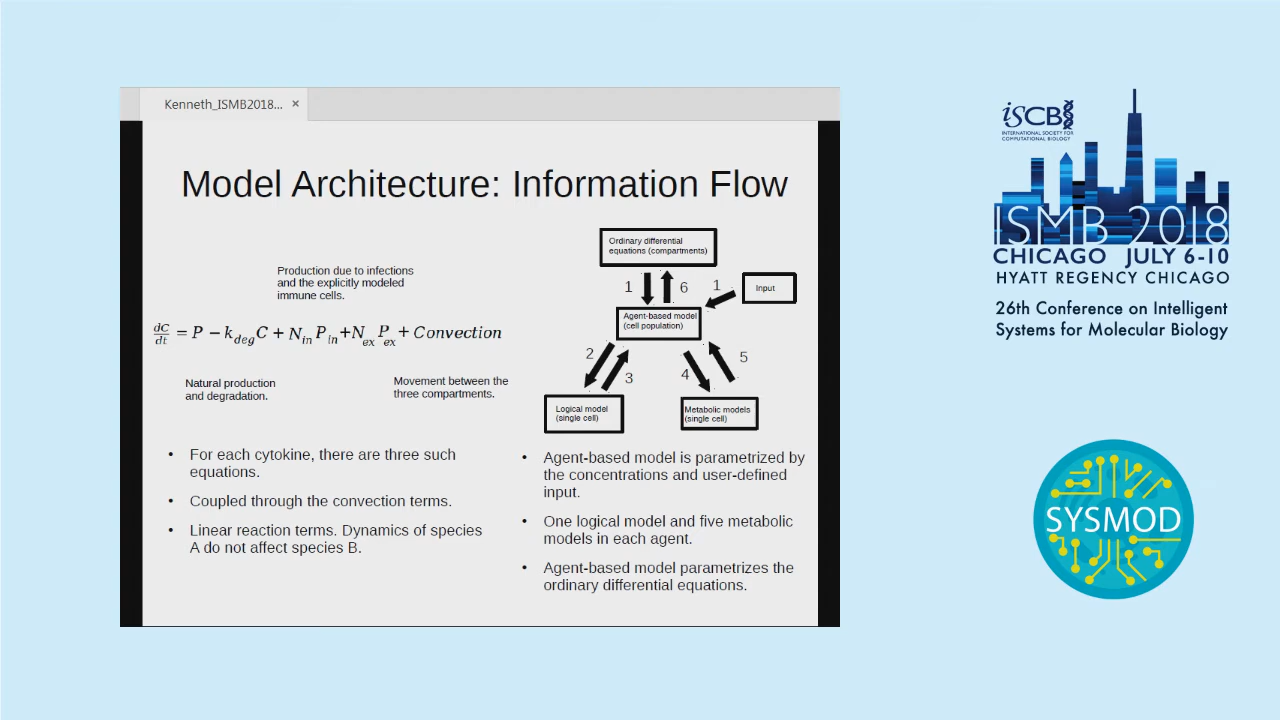 Kenneth_ISMB2018... ×
Model Architecture: Information Flow
Production due to infections
and the explicitly modeled
immune cells.
dC/dt = P − k_deg C + N_in P_in + N_ex P_ex + Convection
Natural production
and degradation.
Movement between the
three compartments.
• For each cytokine, there are three such
equations.
• Coupled through the convection terms.
• Linear reaction terms. Dynamics of species
A do not affect species B.
Ordinary differential
equations (compartments)
1
6
1
Input
Agent-based model
(cell population)
2
3
4
5
Logical model
(single cell)
Metabolic models
(single cell)
• Agent-based model is parametrized by
the concentrations and user-defined
input.
• One logical model and five metabolic
models in each agent.
• Agent-based model parametrizes the
ordinary differential equations.
iSCB
INTERNATIONAL SOCIETY FOR
COMPUTATIONAL BIOLOGY
ISMB 2018
CHICAGO JULY 6-10
HYATT REGENCY CHICAGO
26th Conference on Intelligent
Systems for Molecular Biology
SYSMOD